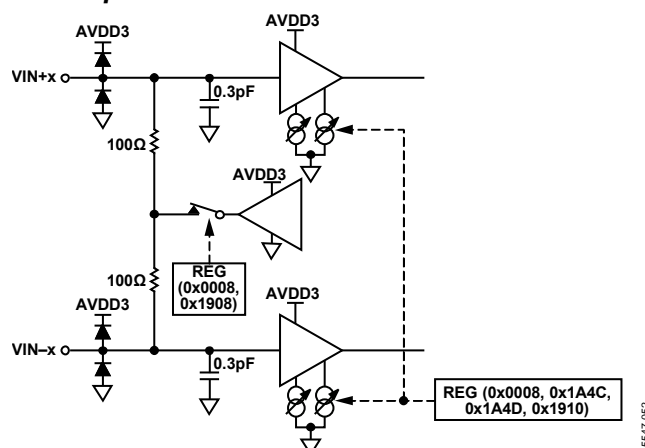 AVDD3
AVDD3
VIN+x
0.3pF
100Ω
AVDD3
REG
(0x0008,
0x1908)
100Ω
AVDD3
AVDD3
VIN–x
0.3pF
REG (0x0008, 0x1A4C,
0x1A4D, 0x1910)